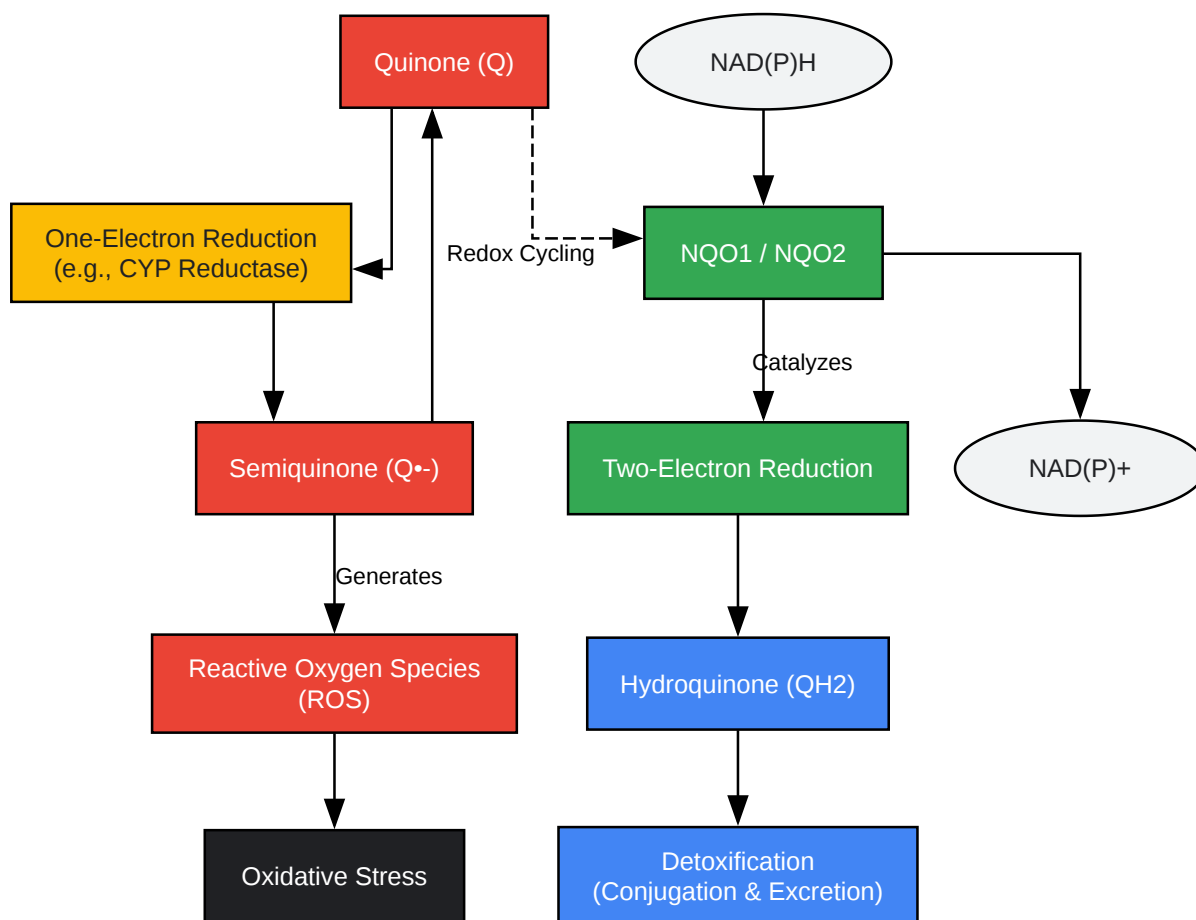 Quinone (Q)
NAD(P)H
One-Electron Reduction
(e.g., CYP Reductase)
Redox Cycling
NQO1 / NQO2
Catalyzes
Semiquinone (Q•-)
Two-Electron Reduction
NAD(P)+
Generates
Reactive Oxygen Species
(ROS)
Hydroquinone (QH2)
Oxidative Stress
Detoxification
(Conjugation & Excretion)